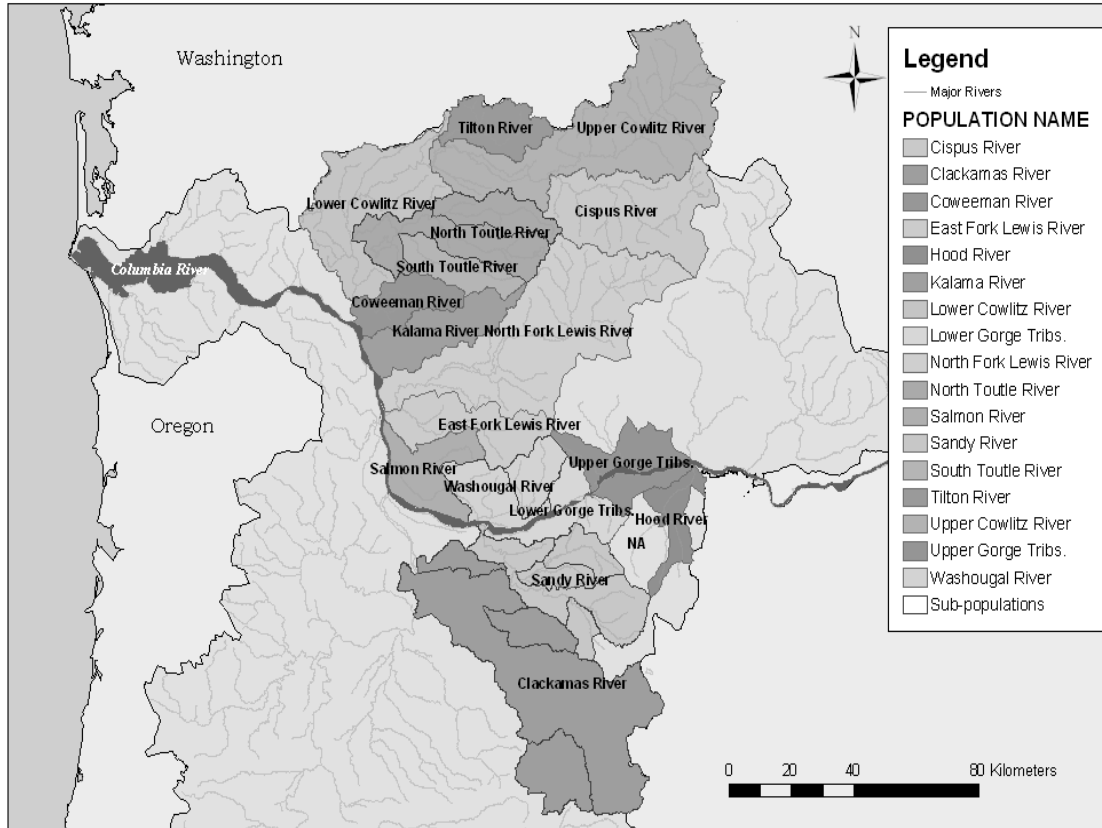 Washington
N
Tilton River
Upper Cowlitz River
Lower Cowlitz River
Cispus River
North Toutle River
South Toutle River
Columbia River
Coweeman River
Kalama River
North Fork Lewis River
Oregon
East Fork Lewis River
Salmon River
Upper Gorge Tribs.
Washougal River
Lower Gorge Tribs.
Hood River
NA
Sandy River
Clackamas River
Legend
Major Rivers
POPULATION NAME
Cispus River
Clackamas River
Coweeman River
East Fork Lewis River
Hood River
Kalama River
Lower Cowlitz River
Lower Gorge Tribs.
North Fork Lewis River
North Toutle River
Salmon River
Sandy River
South Toutle River
Tilton River
Upper Cowlitz River
Upper Gorge Tribs.
Washougal River
Sub-populations
0 20 40 80 Kilometers